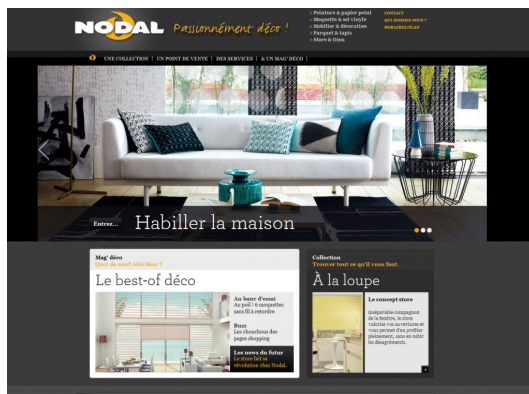 NODAL
Passionnément déco !
» Peinture & papier peint
» Moquette & sol vinyle
» Mobilier & décoration
» Parquet & tapis
» Store & tissu
CONTACT
QUI SOMMES NOUS ?
HORAIRES/PLAN
UNE COLLECTION | UN POINT DE VENTE | DES SERVICES | & UN MAG' DÉCO |
Entrez... Habiller la maison
Mag' déco
Quoi de neuf côté déco ?
Le best-of déco
Au banc d'essai
Au poil ! 6 moquettes
sans fil à retordre
Buzz
Les chouchou des
pages shopping
Les news du futur
Le store fait sa
révolution chez Nodal.
Collection
Trouver tout ce qu'il vous faut.
À la loupe
Le concept store
Inséparable compagnon
de la fenêtre, le store
valorise vos ouvertures et
vous permet d'en profiter
pleinement, sans en subir
les désagréments.